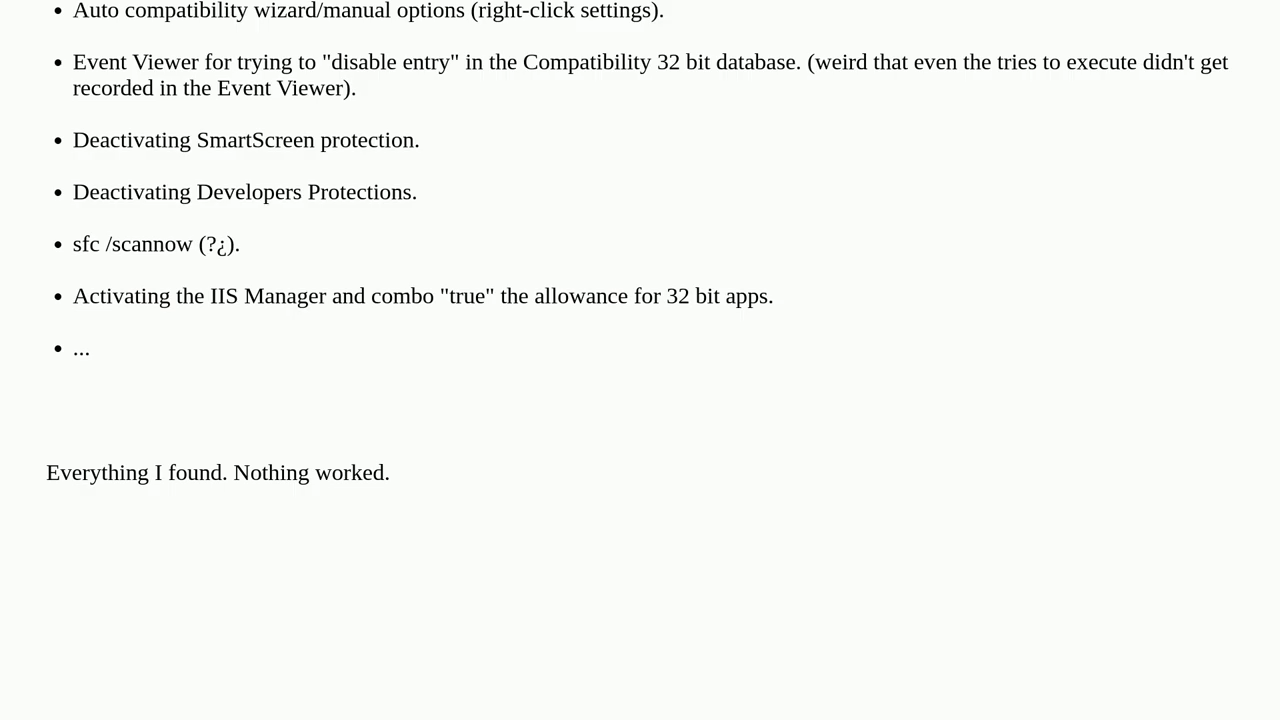 • Auto compatibility wizard/manual options (right-click settings).
• Event Viewer for trying to "disable entry" in the Compatibility 32 bit database. (weird that even the tries to execute didn't get
recorded in the Event Viewer).
• Deactivating SmartScreen protection.
• Deactivating Developers Protections.
• sfc /scannow (?¿).
• Activating the IIS Manager and combo "true" the allowance for 32 bit apps.
• ...
Everything I found. Nothing worked.